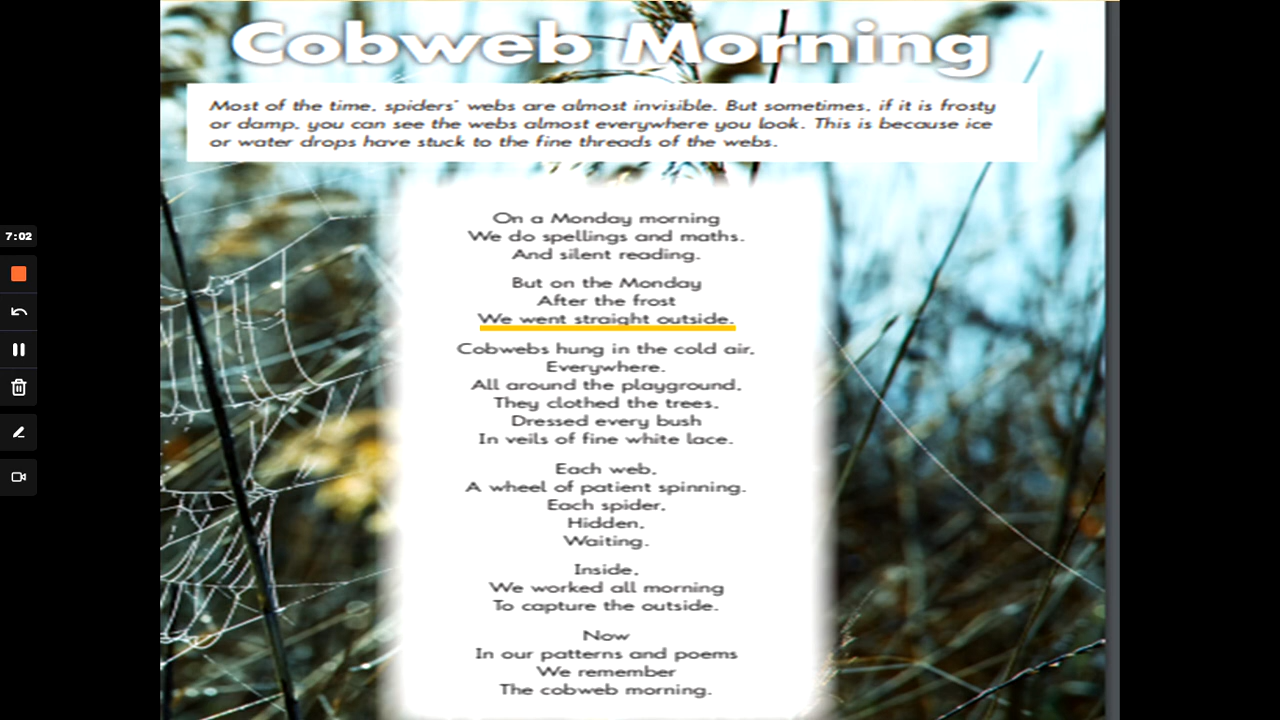 Cobweb Morning
Most of the time, spiders' webs are almost invisible. But sometimes, if it is frosty
or damp, you can see the webs almost everywhere you look. This is because ice
or water drops have stuck to the fine threads of the webs.
On a Monday morning
We do spellings and maths.
And silent reading.
But on the Monday
After the frost
We went straight outside.
Cobwebs hung in the cold air,
Everywhere.
All around the playground,
They clothed the trees,
Dressed every bush
In veils of fine white lace.
Each web,
A wheel of patient spinning.
Each spider,
Hidden,
Waiting.
Inside,
We worked all morning
To capture the outside.
Now
In our patterns and poems
We remember
The cobweb morning.
7:02